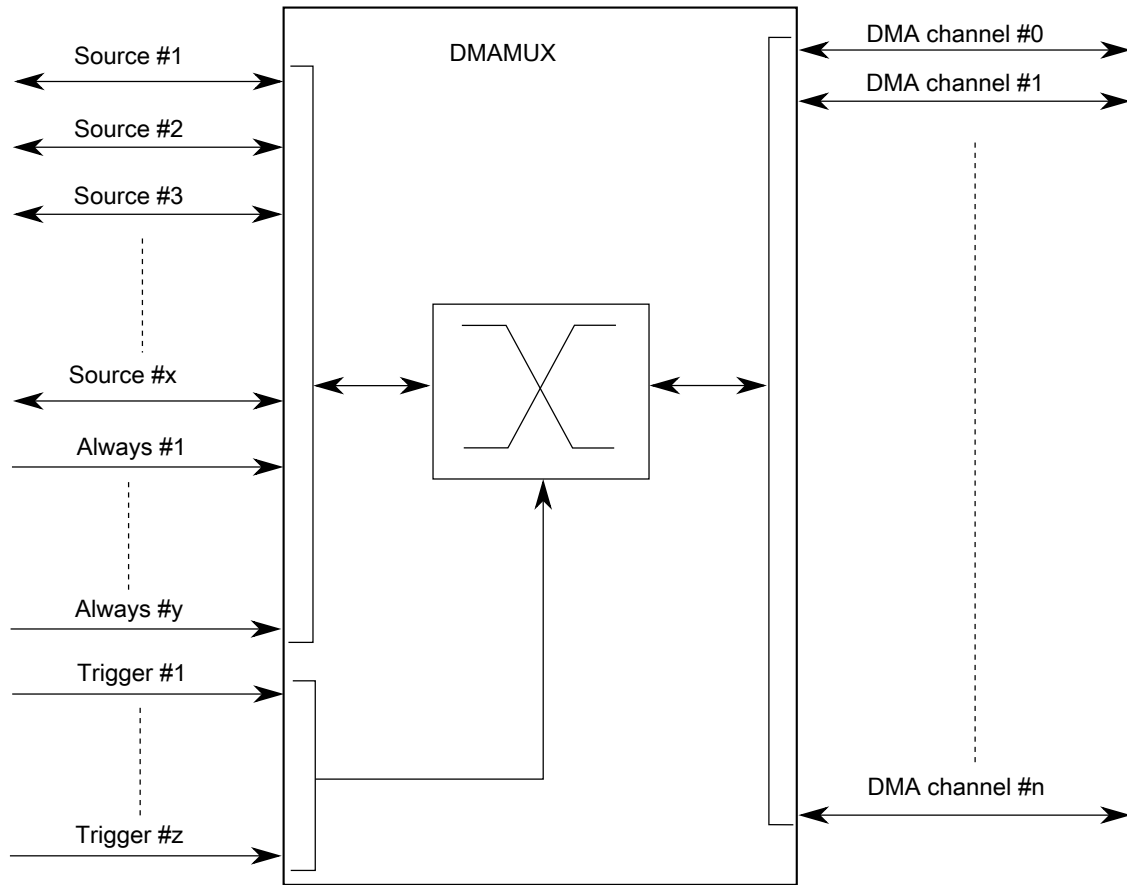 Source #1
Source #2
Source #3
Source #x
Always #1
Always #y
Trigger #1
Trigger #z
DMAMUX
DMA channel #0
DMA channel #1
DMA channel #n